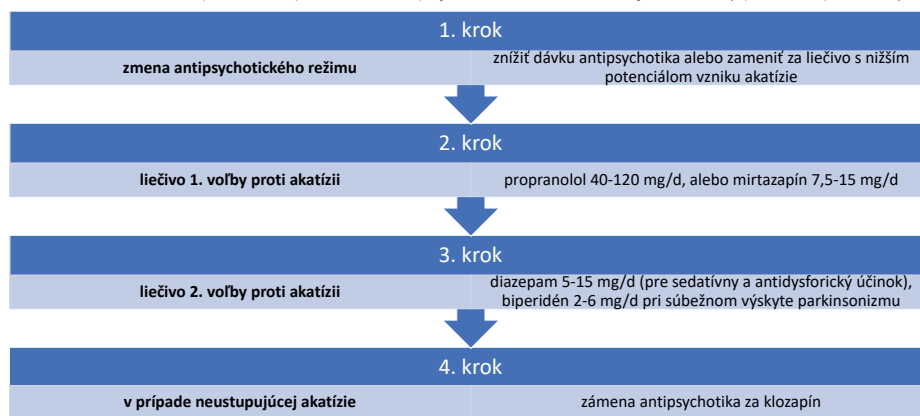 1. krok
zmena antipsychotického režimu
znížiť dávku antipsychotika alebo zameniť za liečivo s nižším
potenciálom vzniku akatízie
2. krok
liečivo 1. voľby proti akatízii
propranolol 40-120 mg/d, alebo mirtazapín 7,5-15 mg/d
3. krok
liečivo 2. voľby proti akatízii
diazepam 5-15 mg/d (pre sedatívny a antidysforický účinok),
biperidén 2-6 mg/d pri súbežnom výskyte parkinsonizmu
4. krok
v prípade neustupujúcej akatízie
zámena antipsychotika za klozapín